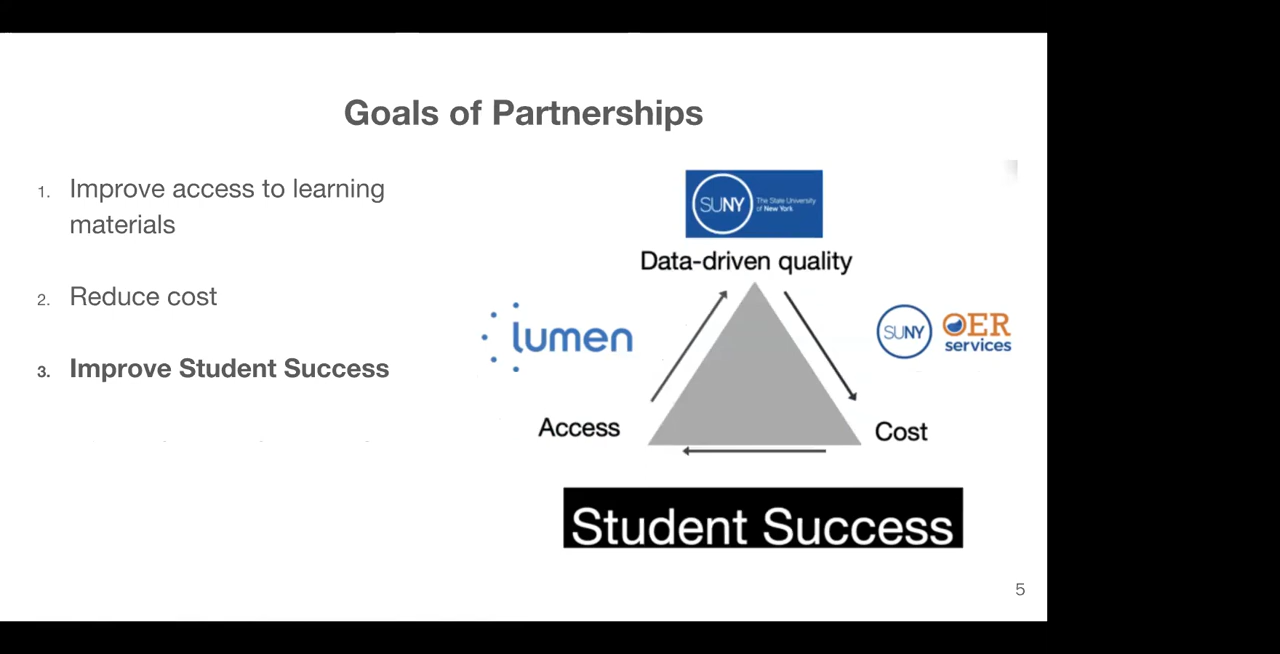 Goals of Partnerships
1. Improve access to learning
materials
2. Reduce cost
3. Improve Student Success
SUNY The State University
of New York
Data-driven quality
lumen
SUNY OER
services
Access
Cost
Student Success
5